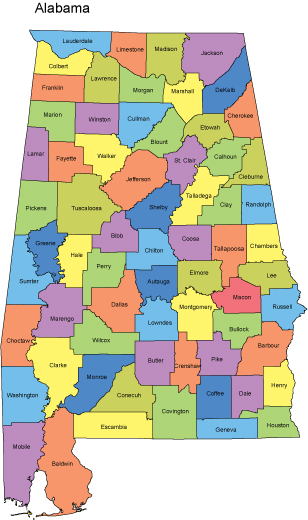 Alabama
Lauderdale
Limestone
Madison
Jackson
Colbert
Lawrence
Morgan
Marshall
DeKalb
Franklin
Cherokee
Marion
Winston
Cullman
Blount
Etowah
Lamar
Fayette
Walker
Jefferson
St. Clair
Calhoun
Cleburne
Pickens
Tuscaloosa
Shelby
Talladega
Clay
Randolph
Greene
Hale
Bibb
Chilton
Coosa
Tallapoosa
Chambers
Sumter
Perry
Autauga
Elmore
Lee
Marengo
Dallas
Lowndes
Montgomery
Macon
Russell
Bullock
Choctaw
Wilcox
Butler
Crenshaw
Pike
Barbour
Clarke
Monroe
Conecuh
Coffee
Dale
Henry
Washington
Covington
Geneva
Houston
Escambia
Mobile
Baldwin